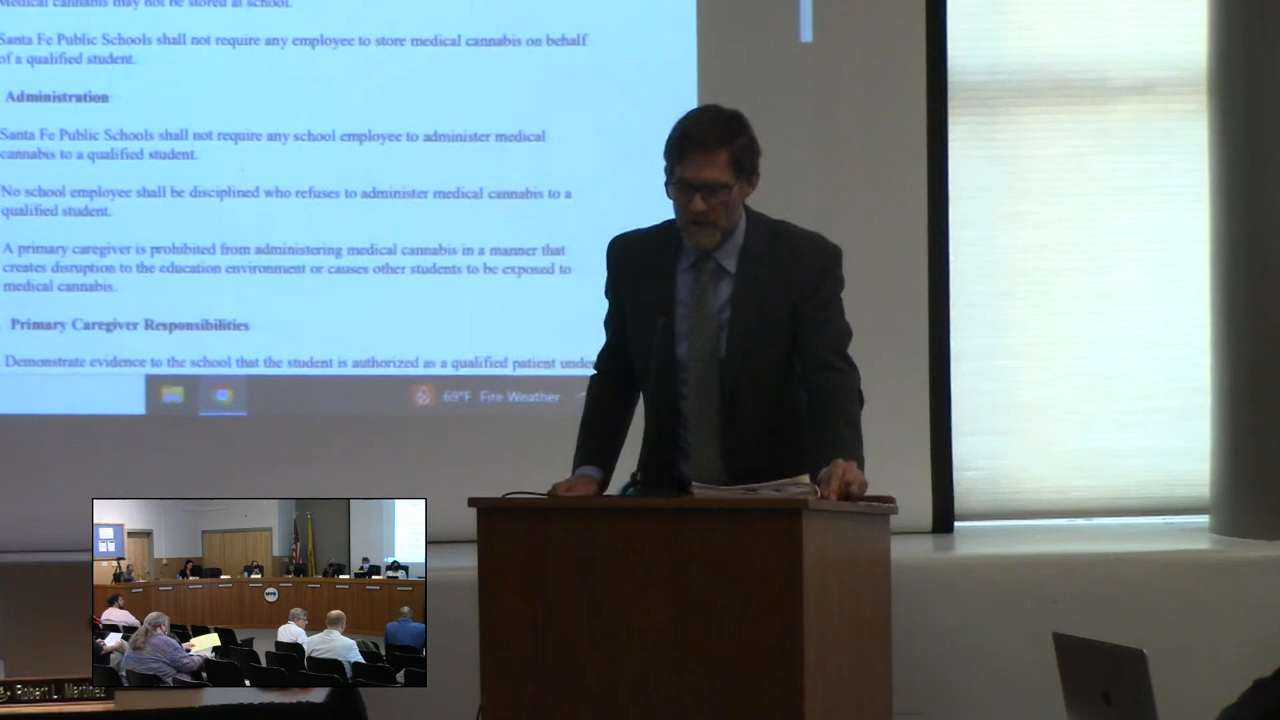 Medical cannabis may not be stored at school.
Santa Fe Public Schools shall not require any employee to store medical cannabis on behalf
of a qualified student.
Administration
Santa Fe Public Schools shall not require any school employee to administer medical
cannabis to a qualified student.
No school employee shall be disciplined who refuses to administer medical cannabis to a
qualified student.
A primary caregiver is prohibited from administering medical cannabis in a manner that
creates disruption to the education environment or causes other students to be exposed to
medical cannabis.
Primary Caregiver Responsibilities
Demonstrate evidence to the school that the student is authorized as a qualified patient under
69°F Fire Weather
Robert L. Martinez